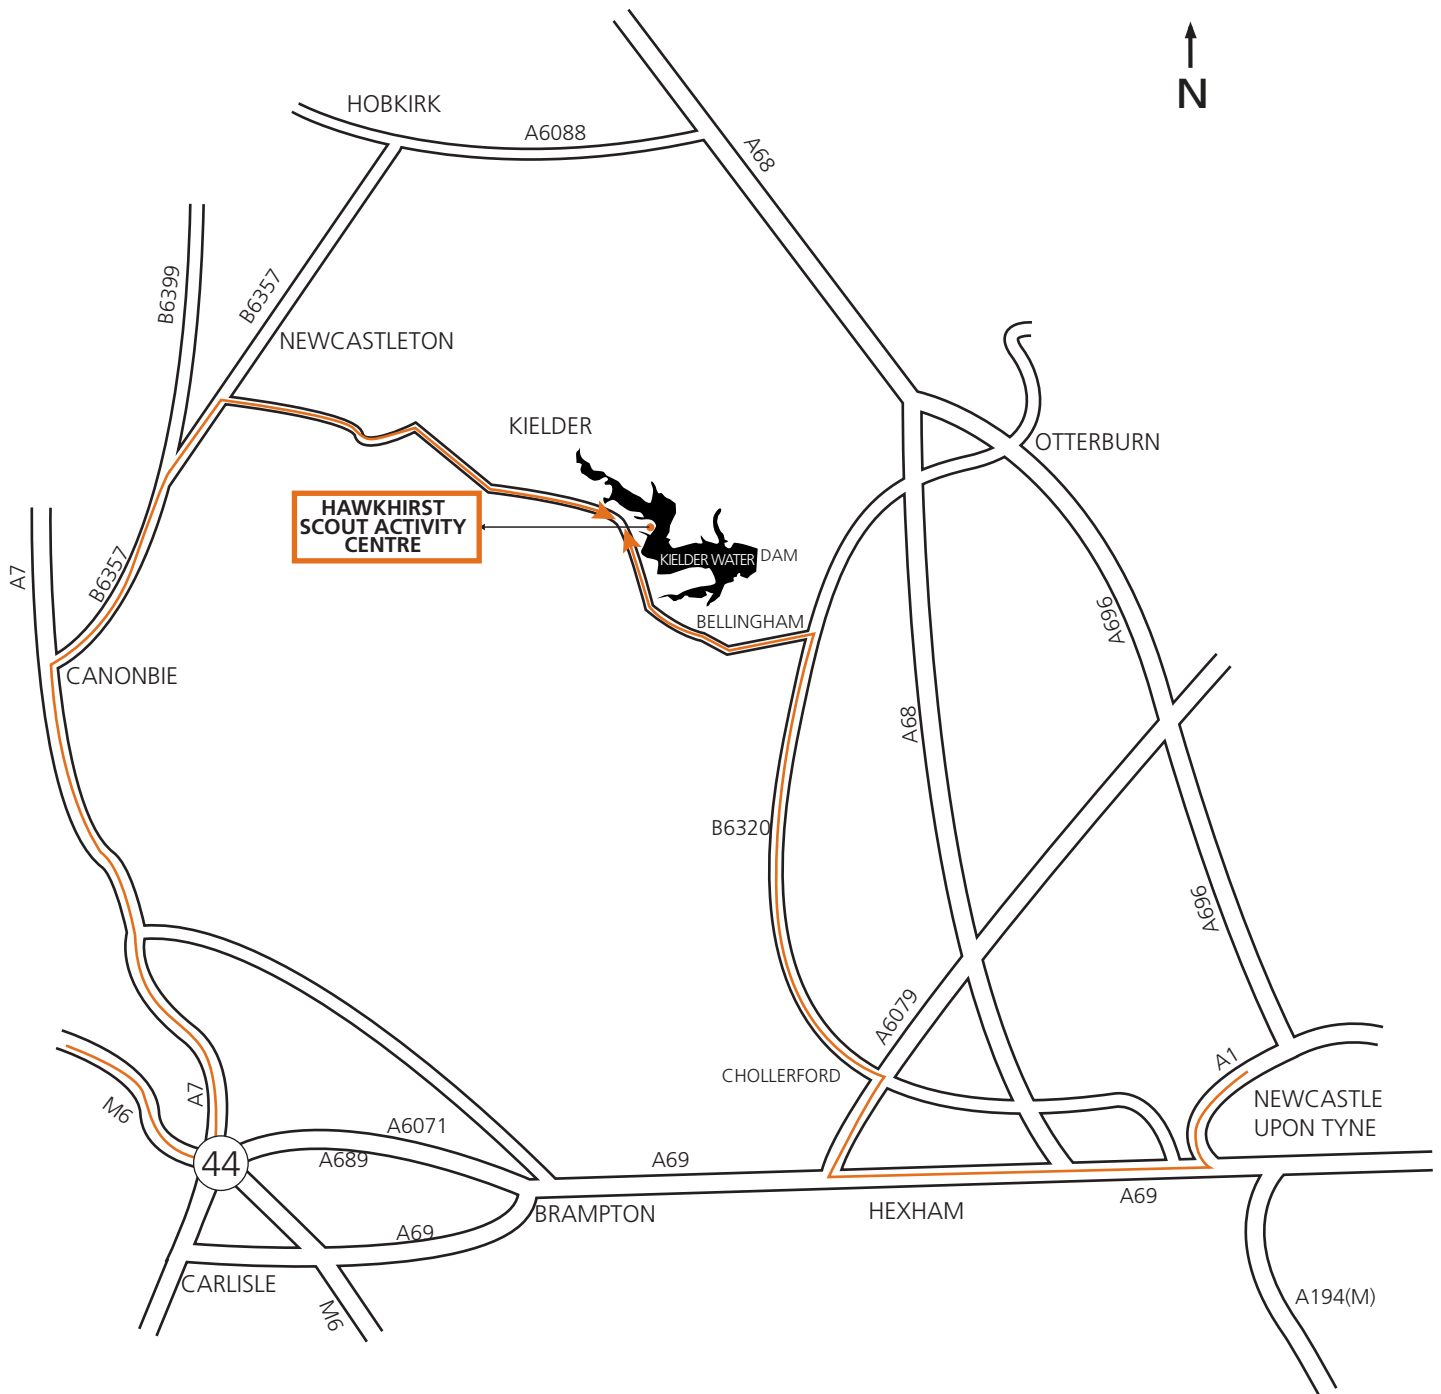 N
HOBKIRK
A6088
A68
B6399
B6357
NEWCASTLETON
KIELDER
OTTERBURN
HAWKHIRST
SCOUT ACTIVITY
CENTRE
KIELDER WATER
DAM
A7
B6357
BELLINGHAM
A696
CANONBIE
A68
B6320
A696
A6079
A1
CHOLLERFORD
NEWCASTLE
UPON TYNE
A7
M6
A6071
44
A689
A69
A69
BRAMPTON
HEXHAM
A69
CARLISLE
M6
A194(M)